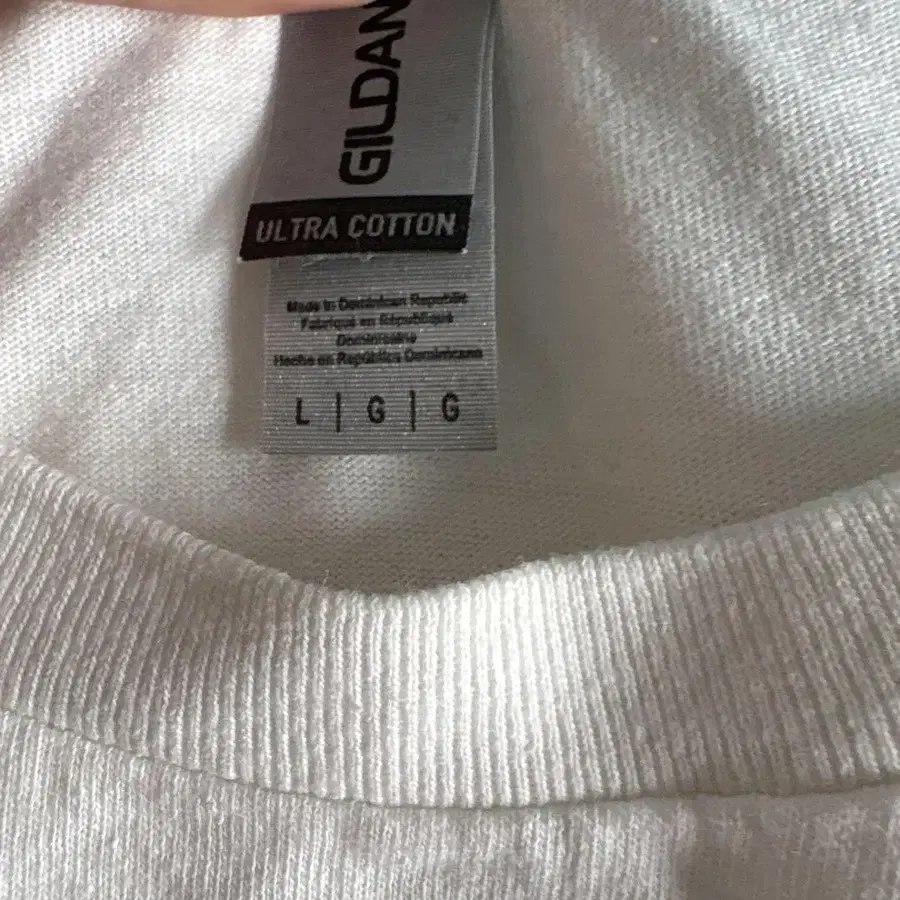 GILDAN
ULTRA COTTON
Made in Dominican Republic
Fabriqué en République
Dominicaine
Hecho en República Dominicana
L | G | G